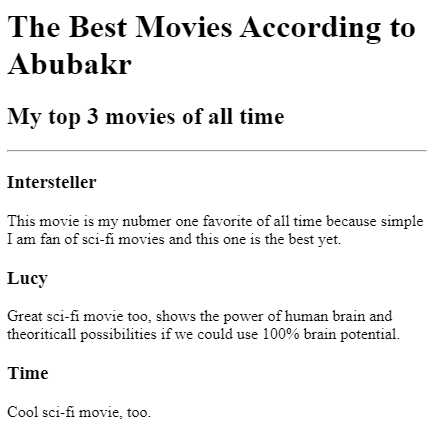 The Best Movies According to
Abubakr
My top 3 movies of all time
Intersteller
This movie is my nubmer one favorite of all time because simple
I am fan of sci-fi movies and this one is the best yet.
Lucy
Great sci-fi movie too, shows the power of human brain and
theoriticall possibilities if we could use 100% brain potential.
Time
Cool sci-fi movie, too.